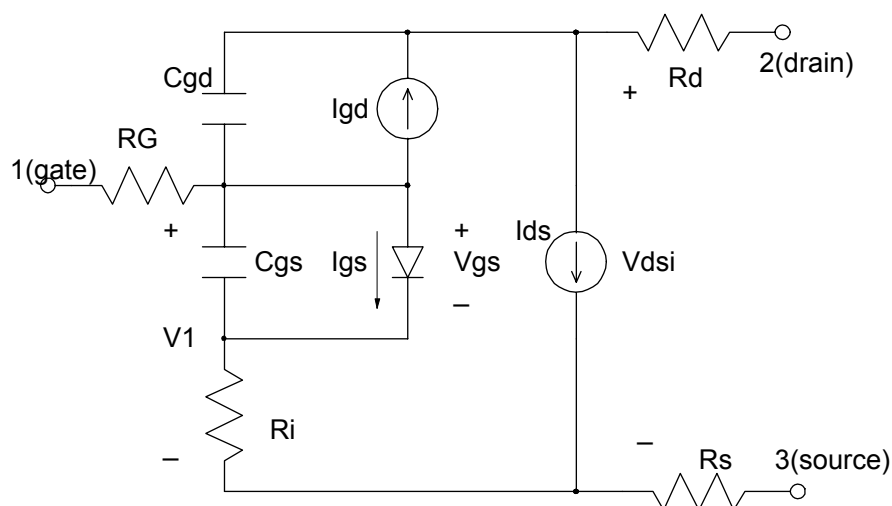 Cgd
Igd
+
Rd
2(drain)
RG
1(gate)
+
Cgs
Igs
+
Vgs
–
Ids
Vdsi
V1
Ri
–
–
Rs
3(source)